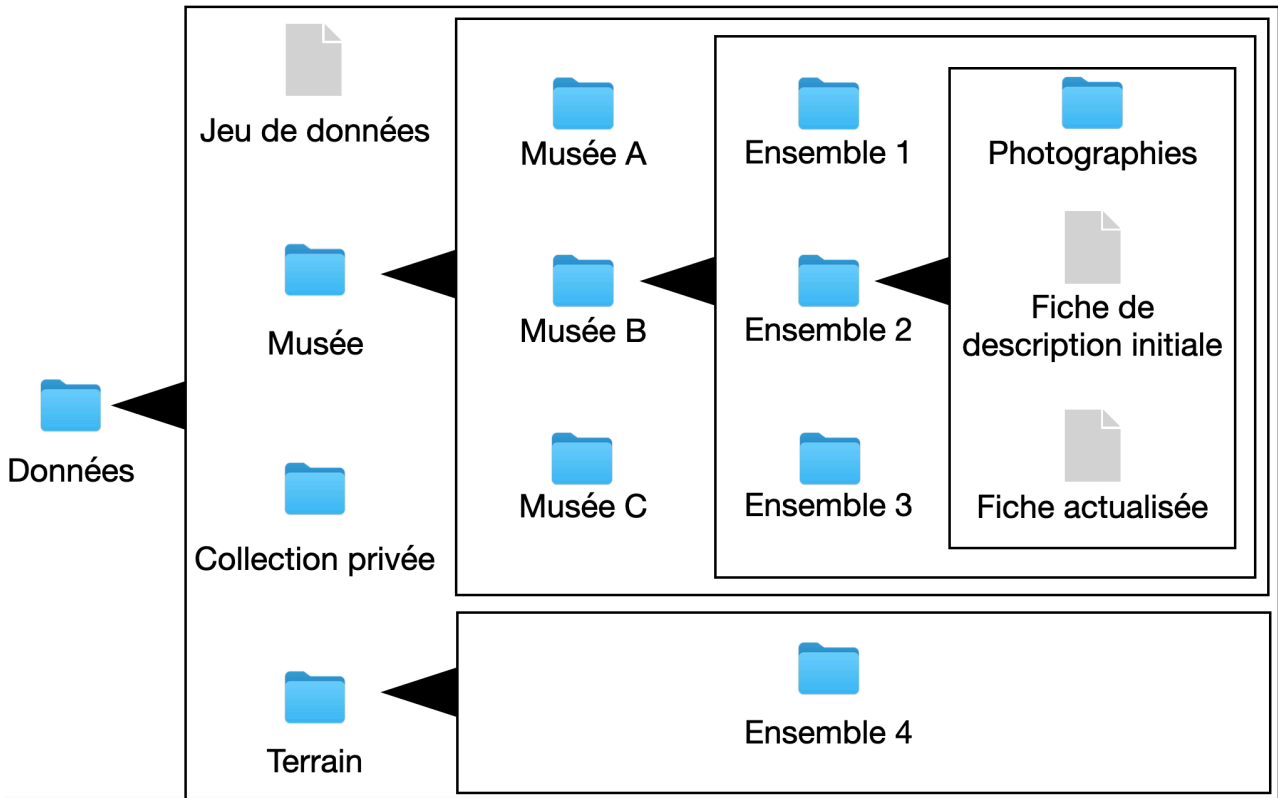 Jeu de données
Musée A
Ensemble 1
Photographies
Musée
Musée B
Ensemble 2
Fiche de
description initiale
Données
Musée C
Ensemble 3
Fiche actualisée
Collection privée
Terrain
Ensemble 4